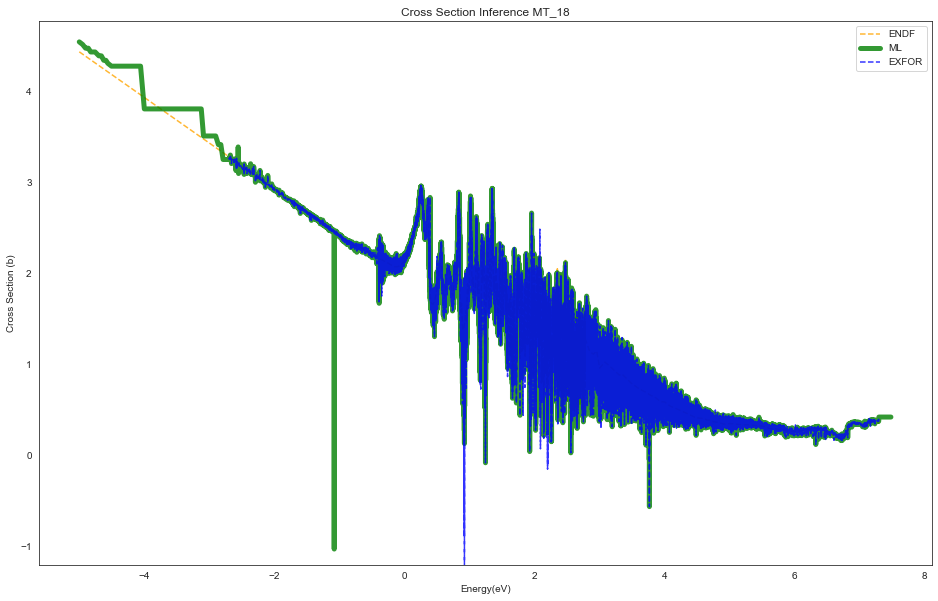 Cross Section Inference MT_18
ENDF
ML
EXFOR
Cross Section (b)
4
3
2
1
0
−1
−4
−2
0
2
4
6
8
Energy(eV)